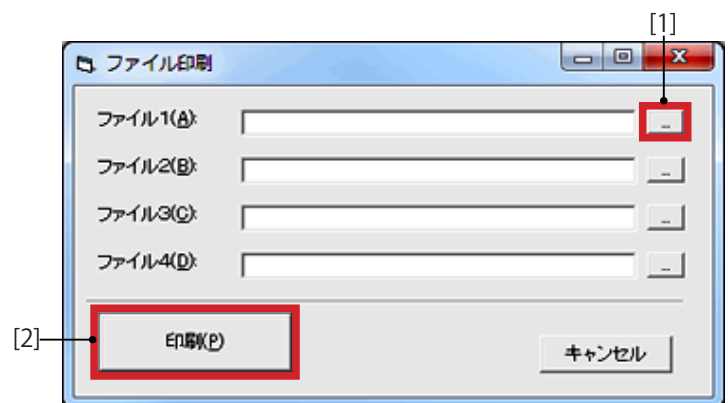 [1]
ファイル印刷
ファイル1(A):
...
ファイル2(B):
...
ファイル3(C):
...
ファイル4(D):
...
[2]
印刷(P)
キャンセル